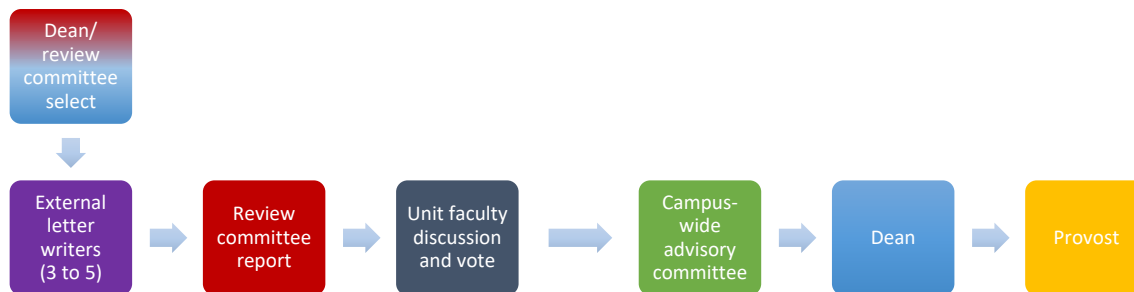 Dean/
review
committee
select
External
letter
writers
(3 to 5)
Review
committee
report
Unit faculty
discussion
and vote
Campus-
wide
advisory
committee
Dean
Provost